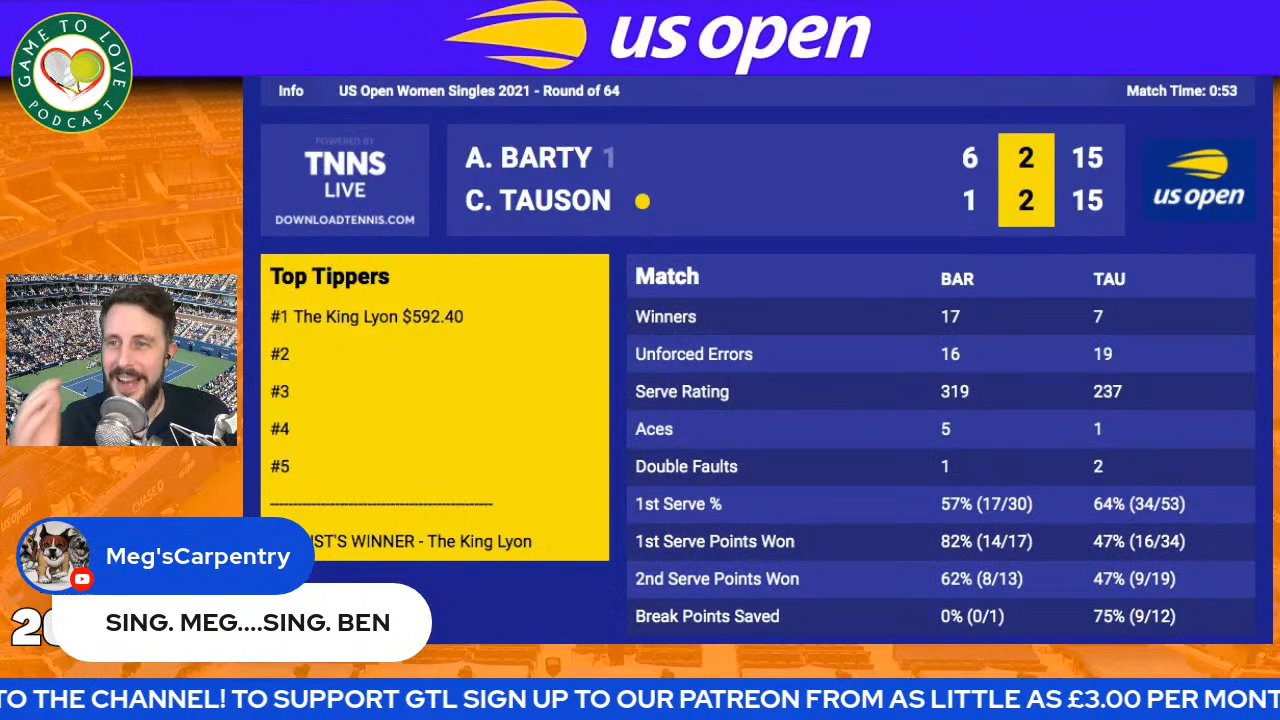 GAME TO LOVE
PODCAST
us open
Info US Open Women Singles 2021 - Round of 64 Match Time: 0:53
POWERED BY
TNNS
LIVE
DOWNLOADTENNIS.COM
A. BARTY 1 6 2 15
C. TAUSON 1 2 15
us open
Top Tippers
#1 The King Lyon $592.40
#2
#3
#4
#5
UST'S WINNER - The King Lyon
Match BAR TAU
Winners 17 7
Unforced Errors 16 19
Serve Rating 319 237
Aces 5 1
Double Faults 1 2
1st Serve % 57% (17/30) 64% (34/53)
1st Serve Points Won 82% (14/17) 47% (16/34)
2nd Serve Points Won 62% (8/13) 47% (9/19)
Break Points Saved 0% (0/1) 75% (9/12)
Meg'sCarpentry
SING. MEG....SING. BEN
TO THE CHANNEL! TO SUPPORT GTL SIGN UP TO OUR PATREON FROM AS LITTLE AS £3.00 PER MONT